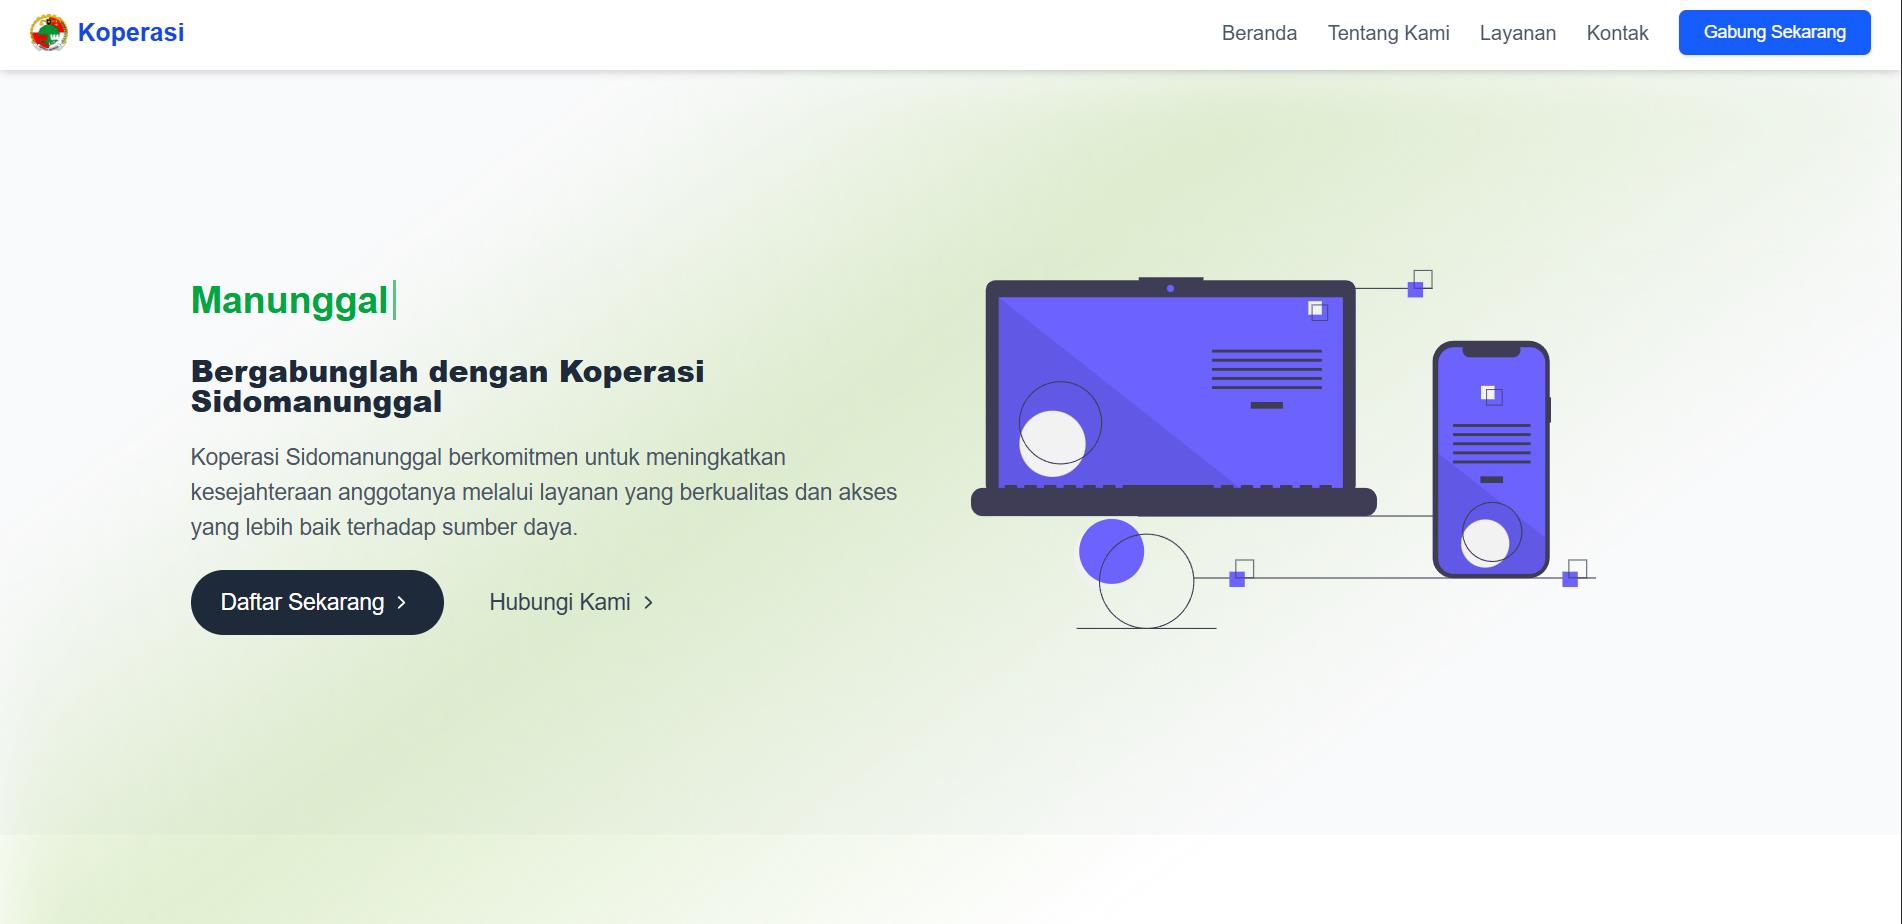 Koperasi
Beranda
Tentang Kami
Layanan
Kontak
Gabung Sekarang
Manunggal
Bergabunglah dengan Koperasi
Sidomanunggal
Koperasi Sidomanunggal berkomitmen untuk meningkatkan
kesejahteraan anggotanya melalui layanan yang berkualitas dan akses
yang lebih baik terhadap sumber daya.
Daftar Sekarang
Hubungi Kami